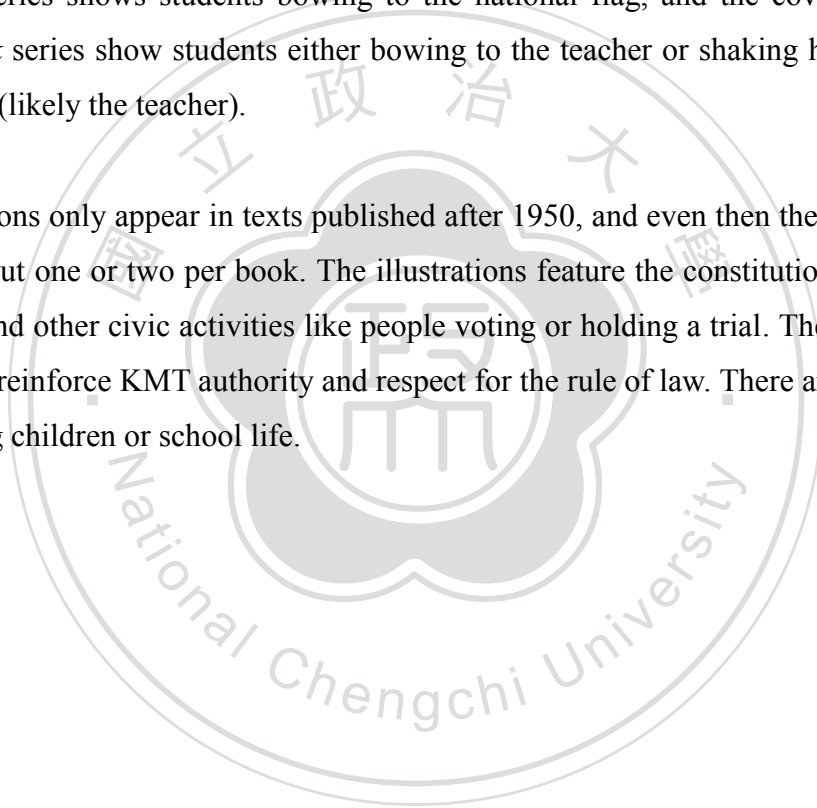 eries shows students bowing to the national flag, and the cov
series show students either bowing to the teacher or shaking h
(likely the teacher).
ons only appear in texts published after 1950, and even then the
ut one or two per book. The illustrations feature the constitutio
nd other civic activities like people voting or holding a trial. The
reinforce KMT authority and respect for the rule of law. There a
g children or school life.
國立政治大學
National Chengchi University